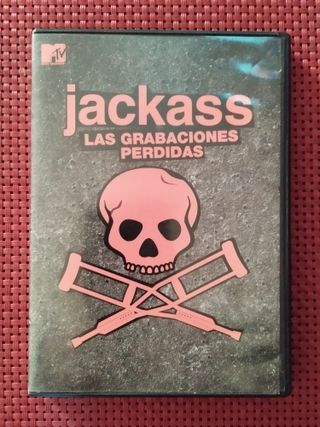 MTV
jackass
LAS GRABACIONES
PERDIDAS